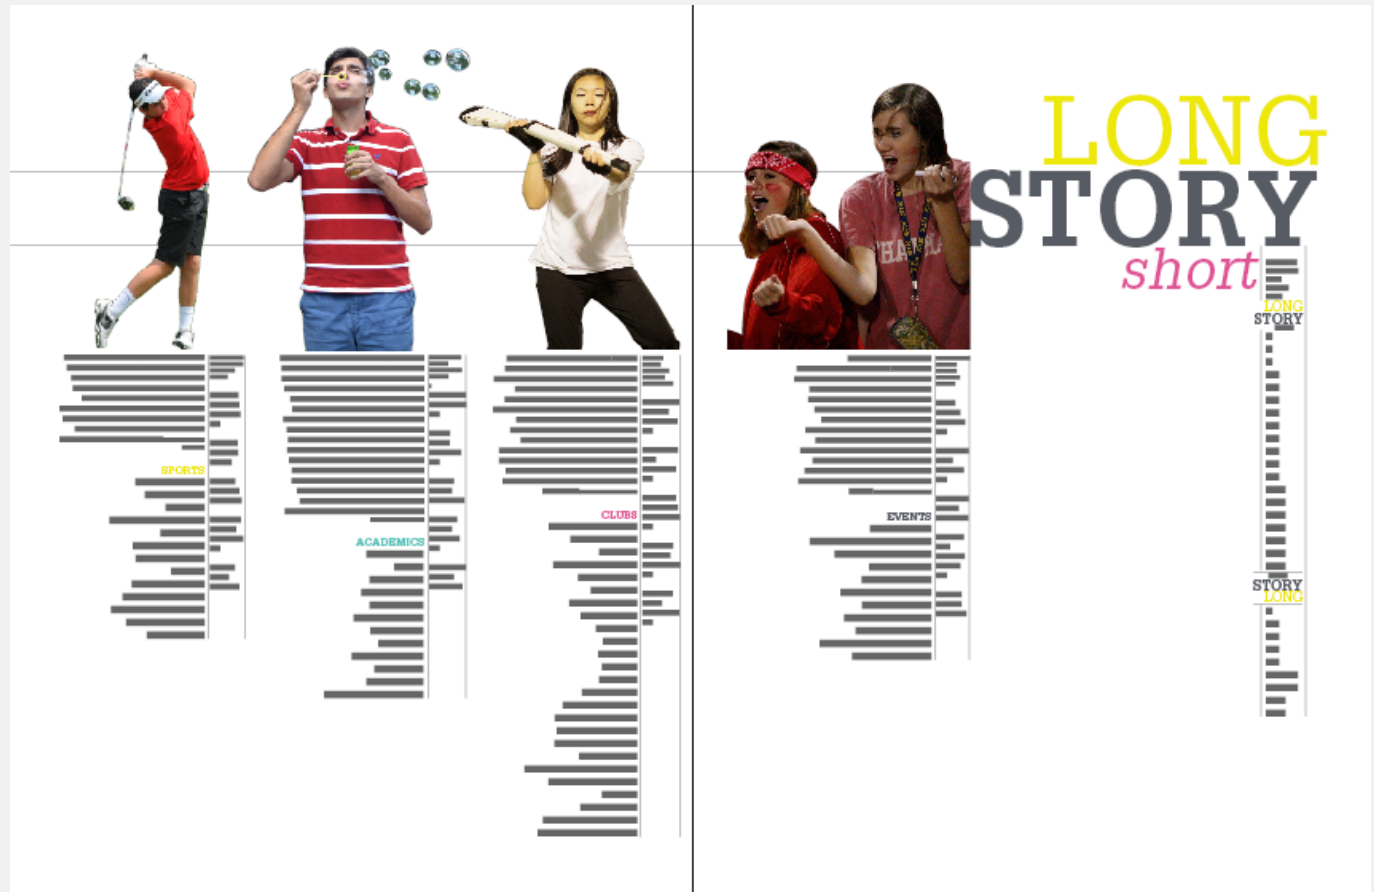 LONG
STORY
short
LONG
STORY
SPORTS
CLUBS
EVENTS
ACADEMICS
STORY
LONG